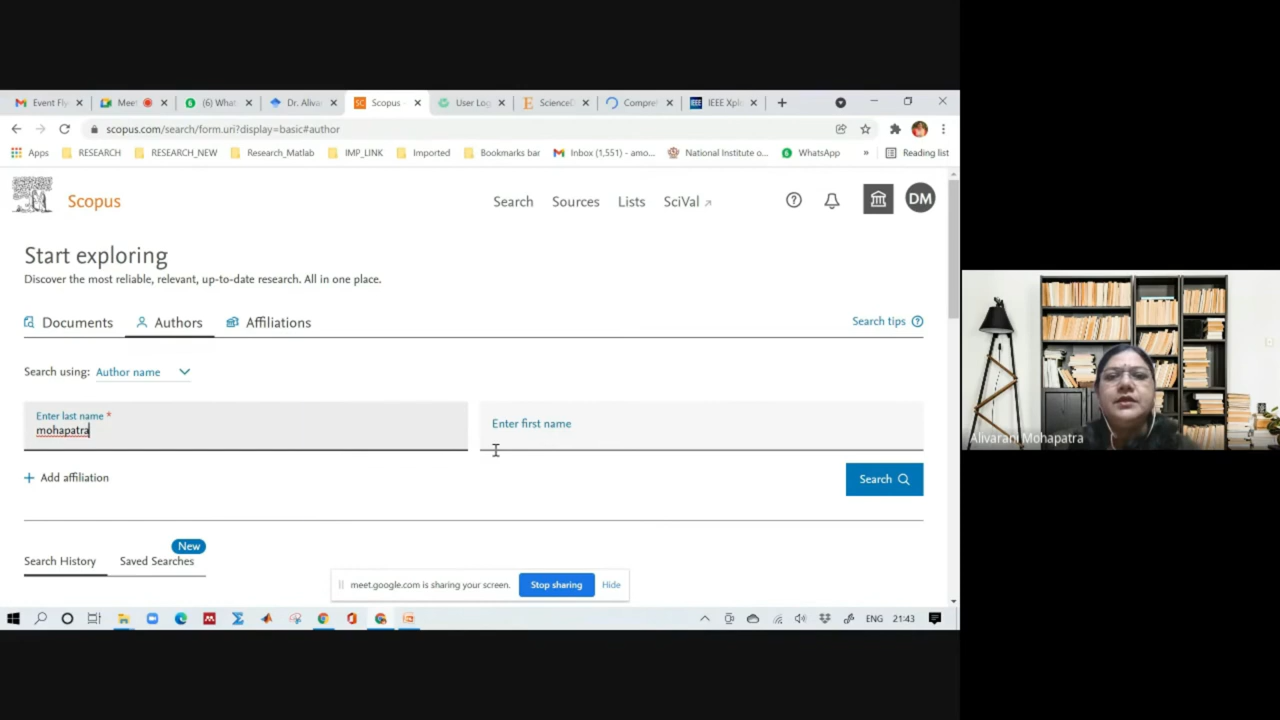 Event Fly
Meet
(6) What
Dr. Aliva
Scopus
User Log
Science
Compre
IEEE Xpl
scopus.com/search/form.uri?display=basic#author
Apps
RESEARCH
RESEARCH_NEW
Research_Matlab
IMP_LINK
Imported
Bookmarks bar
Inbox (1,551) - amo...
National Institute o...
WhatsApp
»
Reading list
Scopus
Search
Sources
Lists
SciVal
DM
Start exploring
Discover the most reliable, relevant, up-to-date research. All in one place.
Documents
Authors
Affiliations
Search tips
Search using: Author name
Enter last name *
mohapatra
Enter first name
+ Add affiliation
Search
New
Search History
Saved Searches
meet.google.com is sharing your screen.
Stop sharing
Hide
ENG
21:43
Alivarani Mohapatra